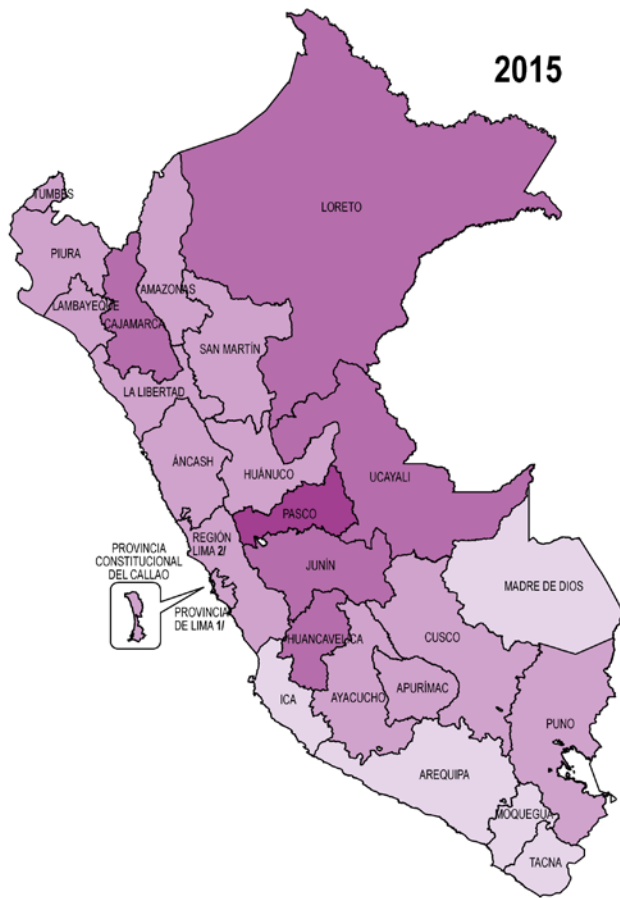 2015
LORETO
TUMBES
PIURA
AMAZONAS
LAMBAYEQUE
CAJAMARCA
SAN MARTÍN
LA LIBERTAD
ÁNCASH
HUÁNUCO
UCAYALI
PASCO
REGIÓN
LIMA 2/
PROVINCIA
CONSTITUCIONAL
DEL CALLAO
JUNÍN
MADRE DE DIOS
PROVINCIA
DE LIMA 1/
HUANCAVELICA
CUSCO
ICA
AYACUCHO
APURÍMAC
PUNO
AREQUIPA
MOQUEGUA
TACNA